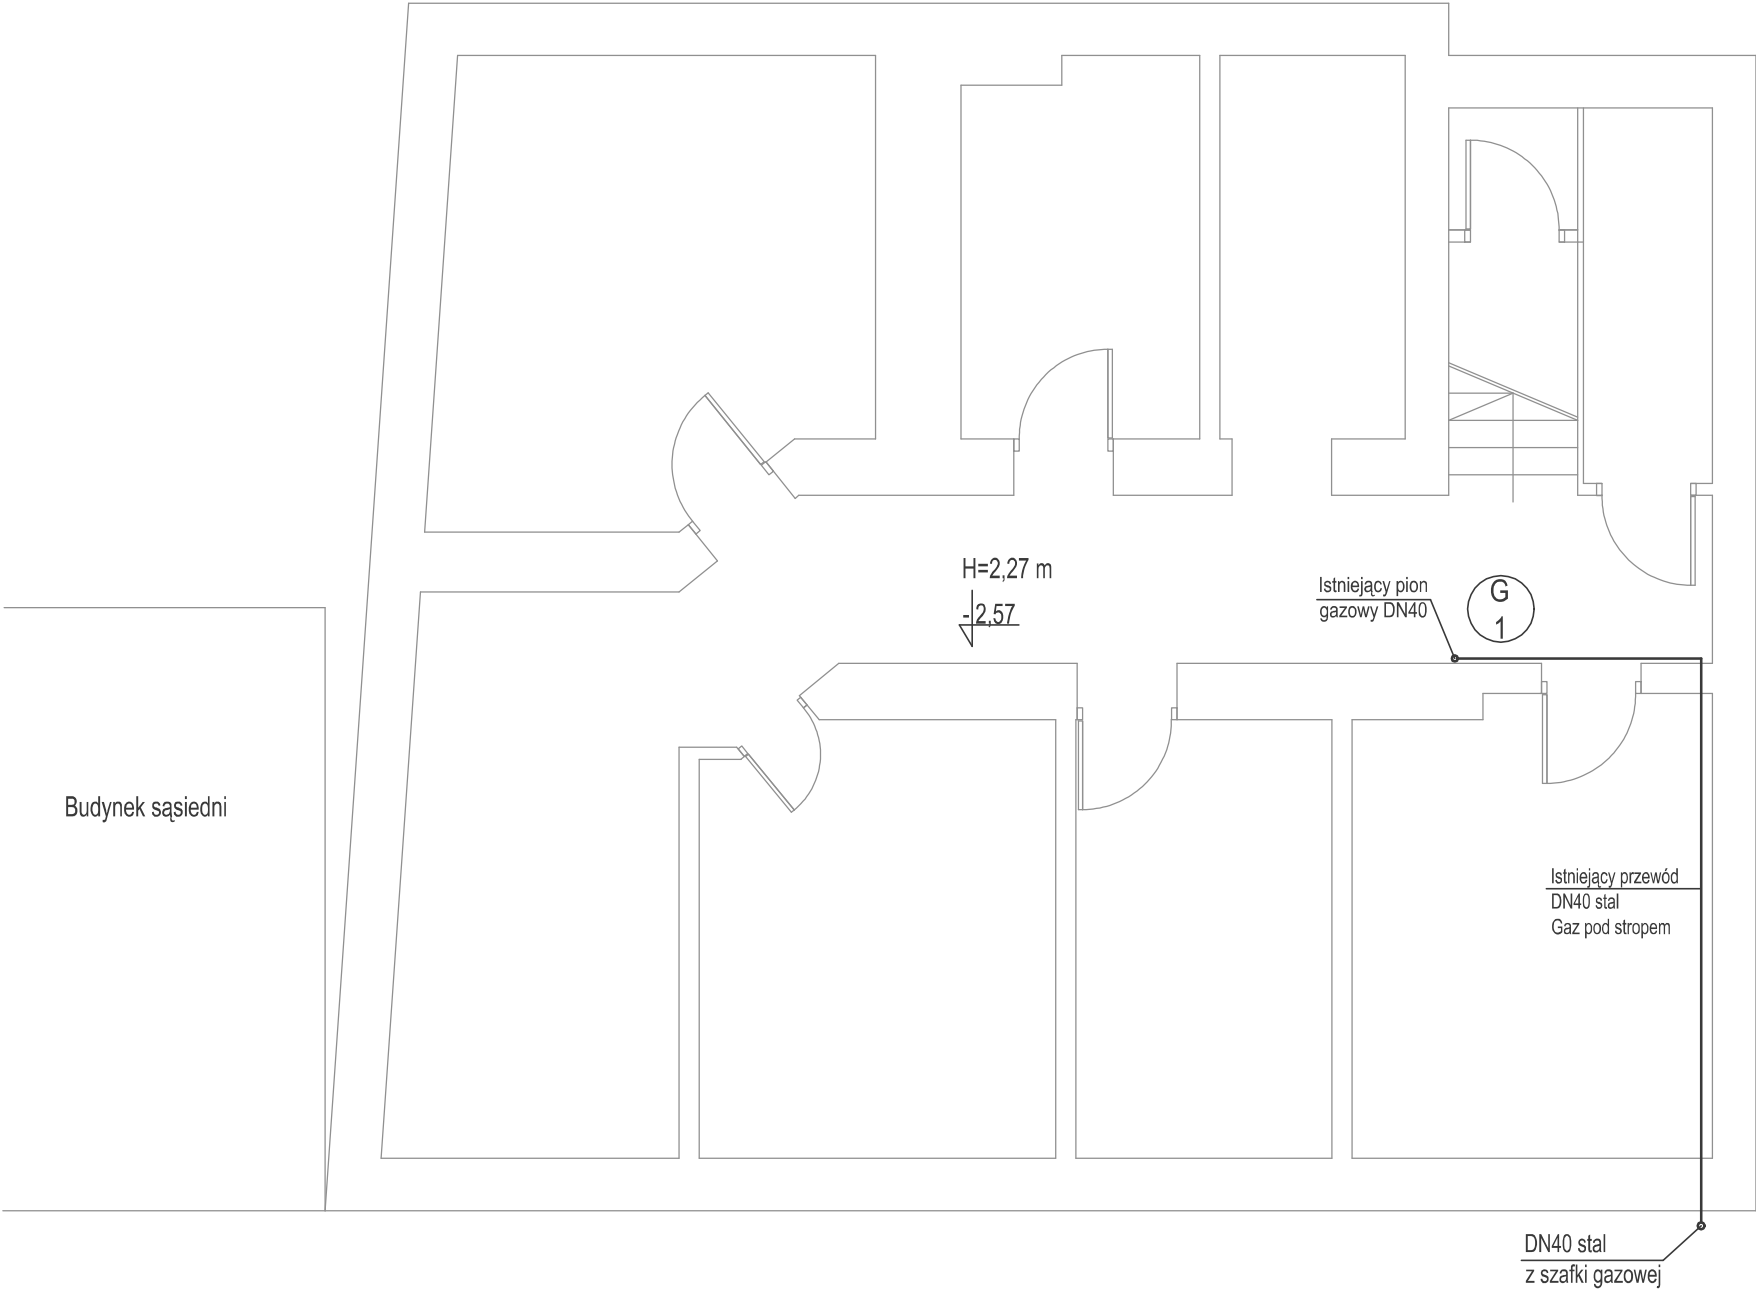 H=2,27 m
-2,57
Istniejący pion
gazowy DN40
G
1
Budynek sąsiedni
Istniejący przewód
DN40 stal
Gaz pod stropem
DN40 stal
z szafki gazowej